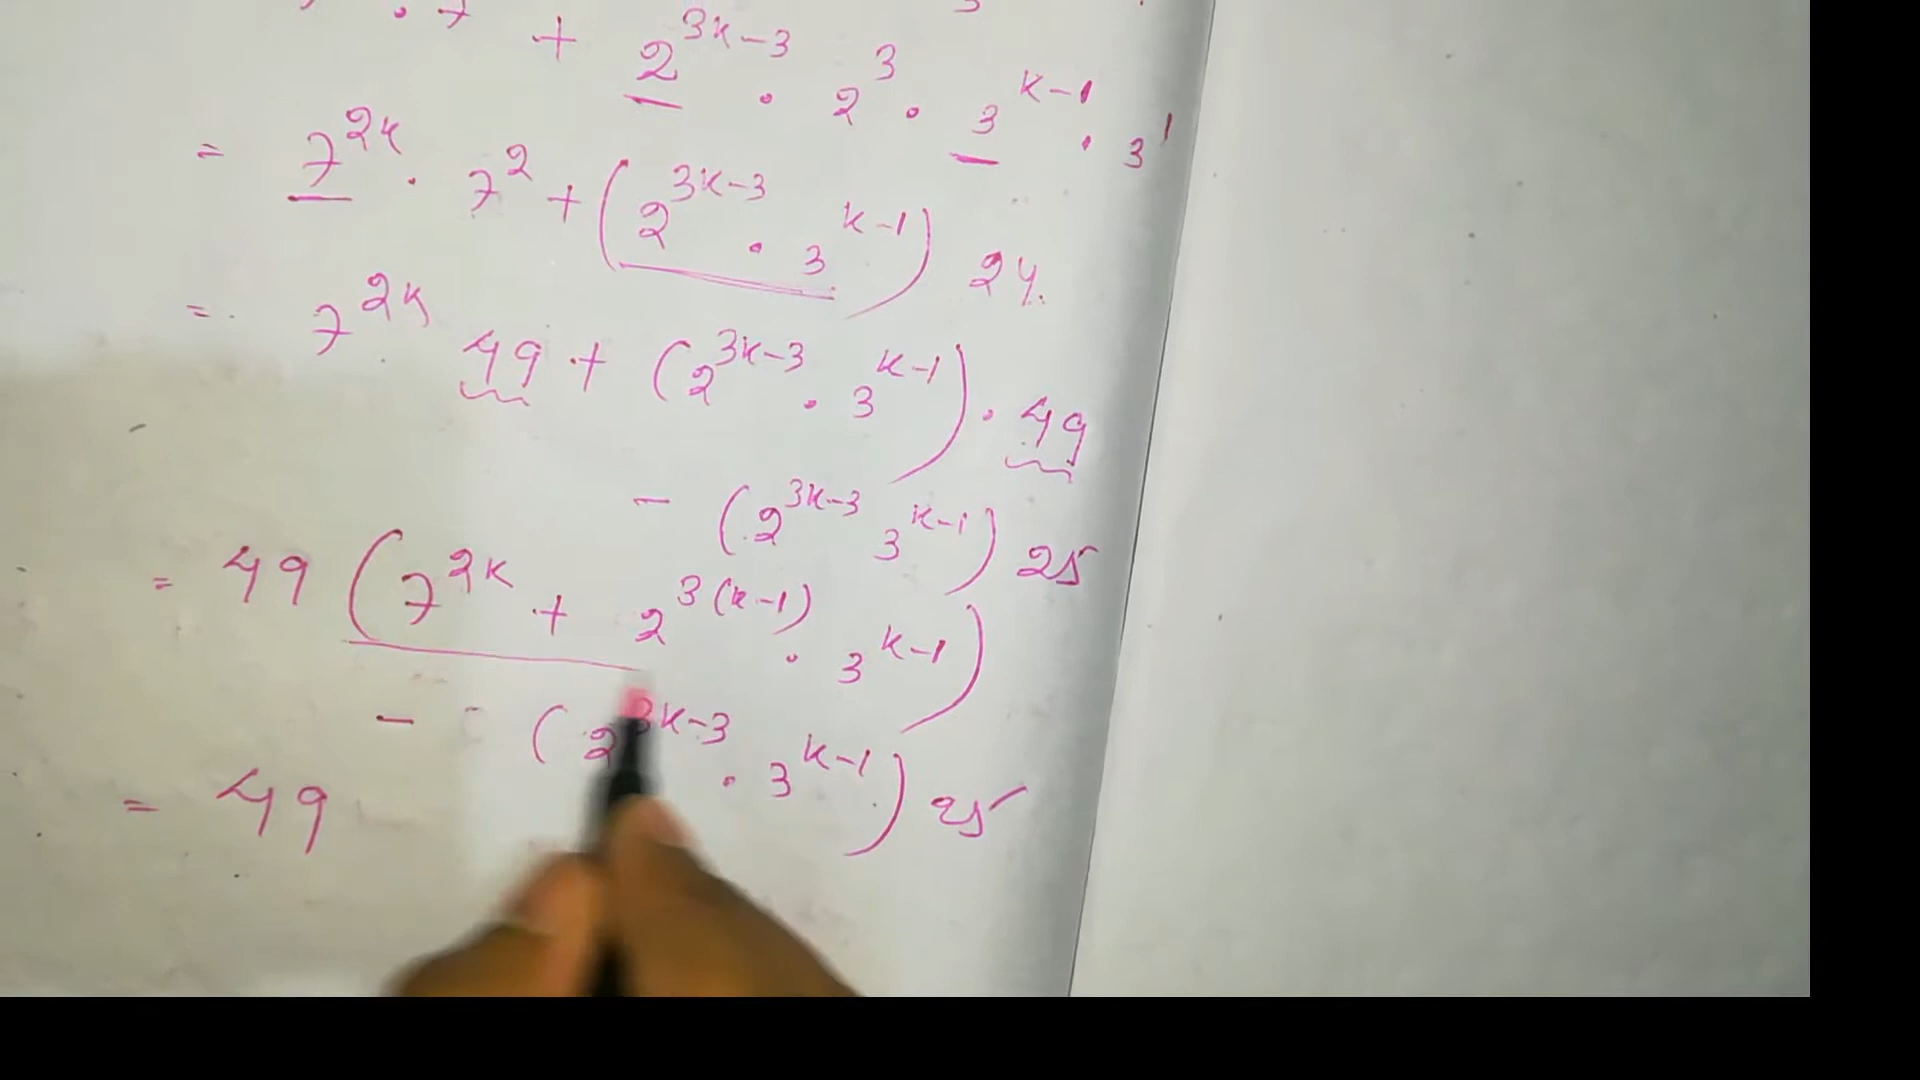 . 7 + 2^{3k-3} . 2^3 . 3^{k-1} . 3^1
= 7^{2k} . 7^2 + (2^{3k-3} . 3^{k-1}) 24.
= 7^{2k} 49 + (2^{3k-3} . 3^{k-1}) . 49
- (2^{3k-3} 3^{k-1}) 25
= 49 (7^{2k} + 2^{3(k-1)} . 3^{k-1})
- (2^{3k-3} . 3^{k-1}) 25
= 49